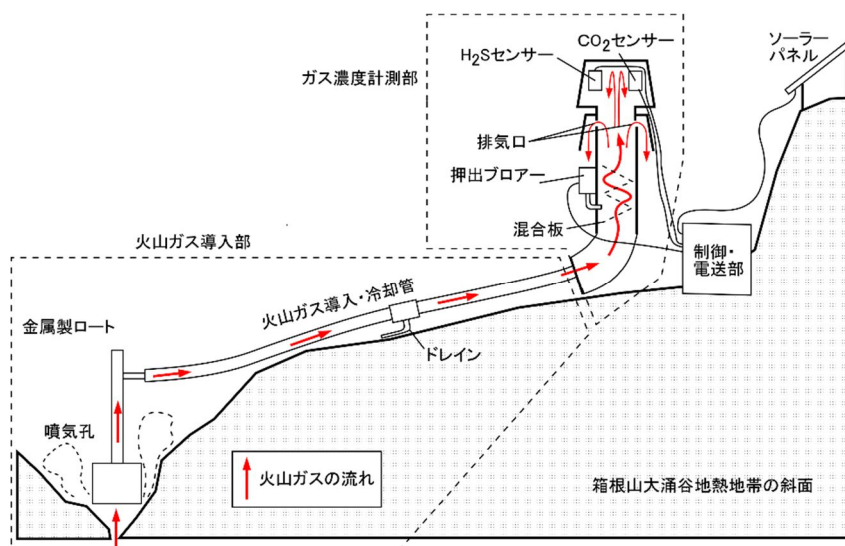 CO2センサー
H2Sセンサー
ソーラー
パネル
ガス濃度計測部
排気口
押出ブロアー
混合板
火山ガス導入部
制御・
電送部
火山ガス導入・冷却管
金属製ロート
ドレイン
噴気孔
火山ガスの流れ
箱根山大涌谷地熱地帯の斜面